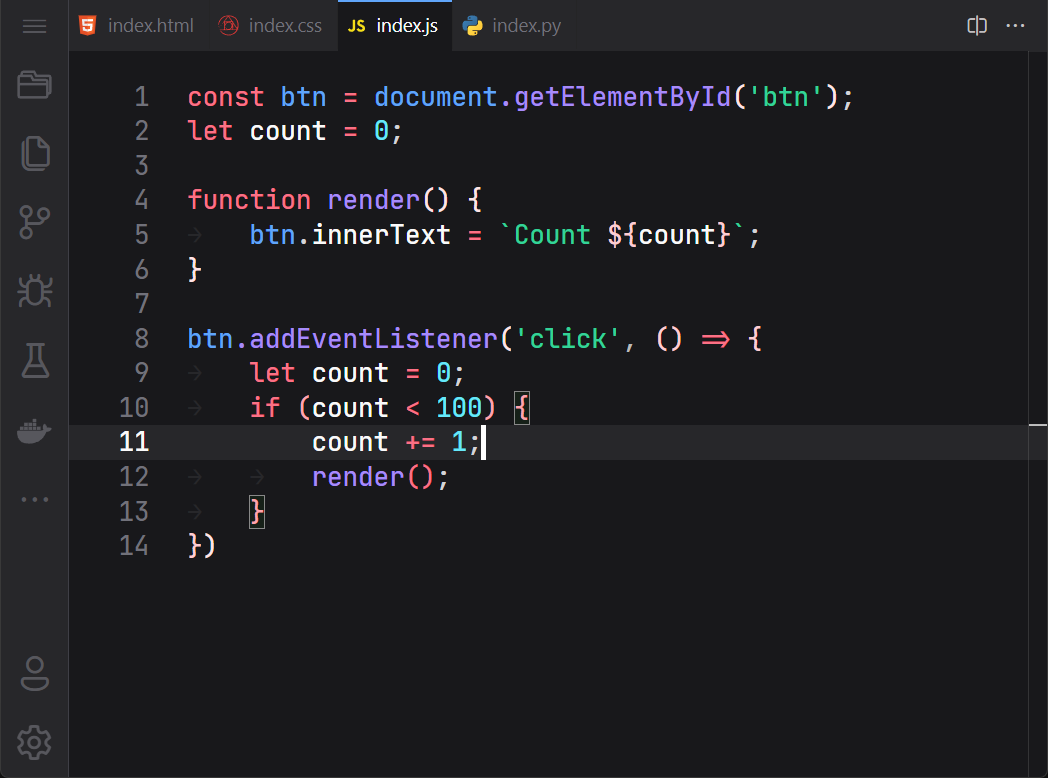 index.html index.css JS index.js index.py
1 const btn = document.getElementById('btn');
2 let count = 0;
3
4 function render() {
5 btn.innerText = `Count ${count}`;
6 }
7
8 btn.addEventListener('click', () => {
9 let count = 0;
10 if (count < 100) {
11 count += 1;
12 render();
13 }
14 })